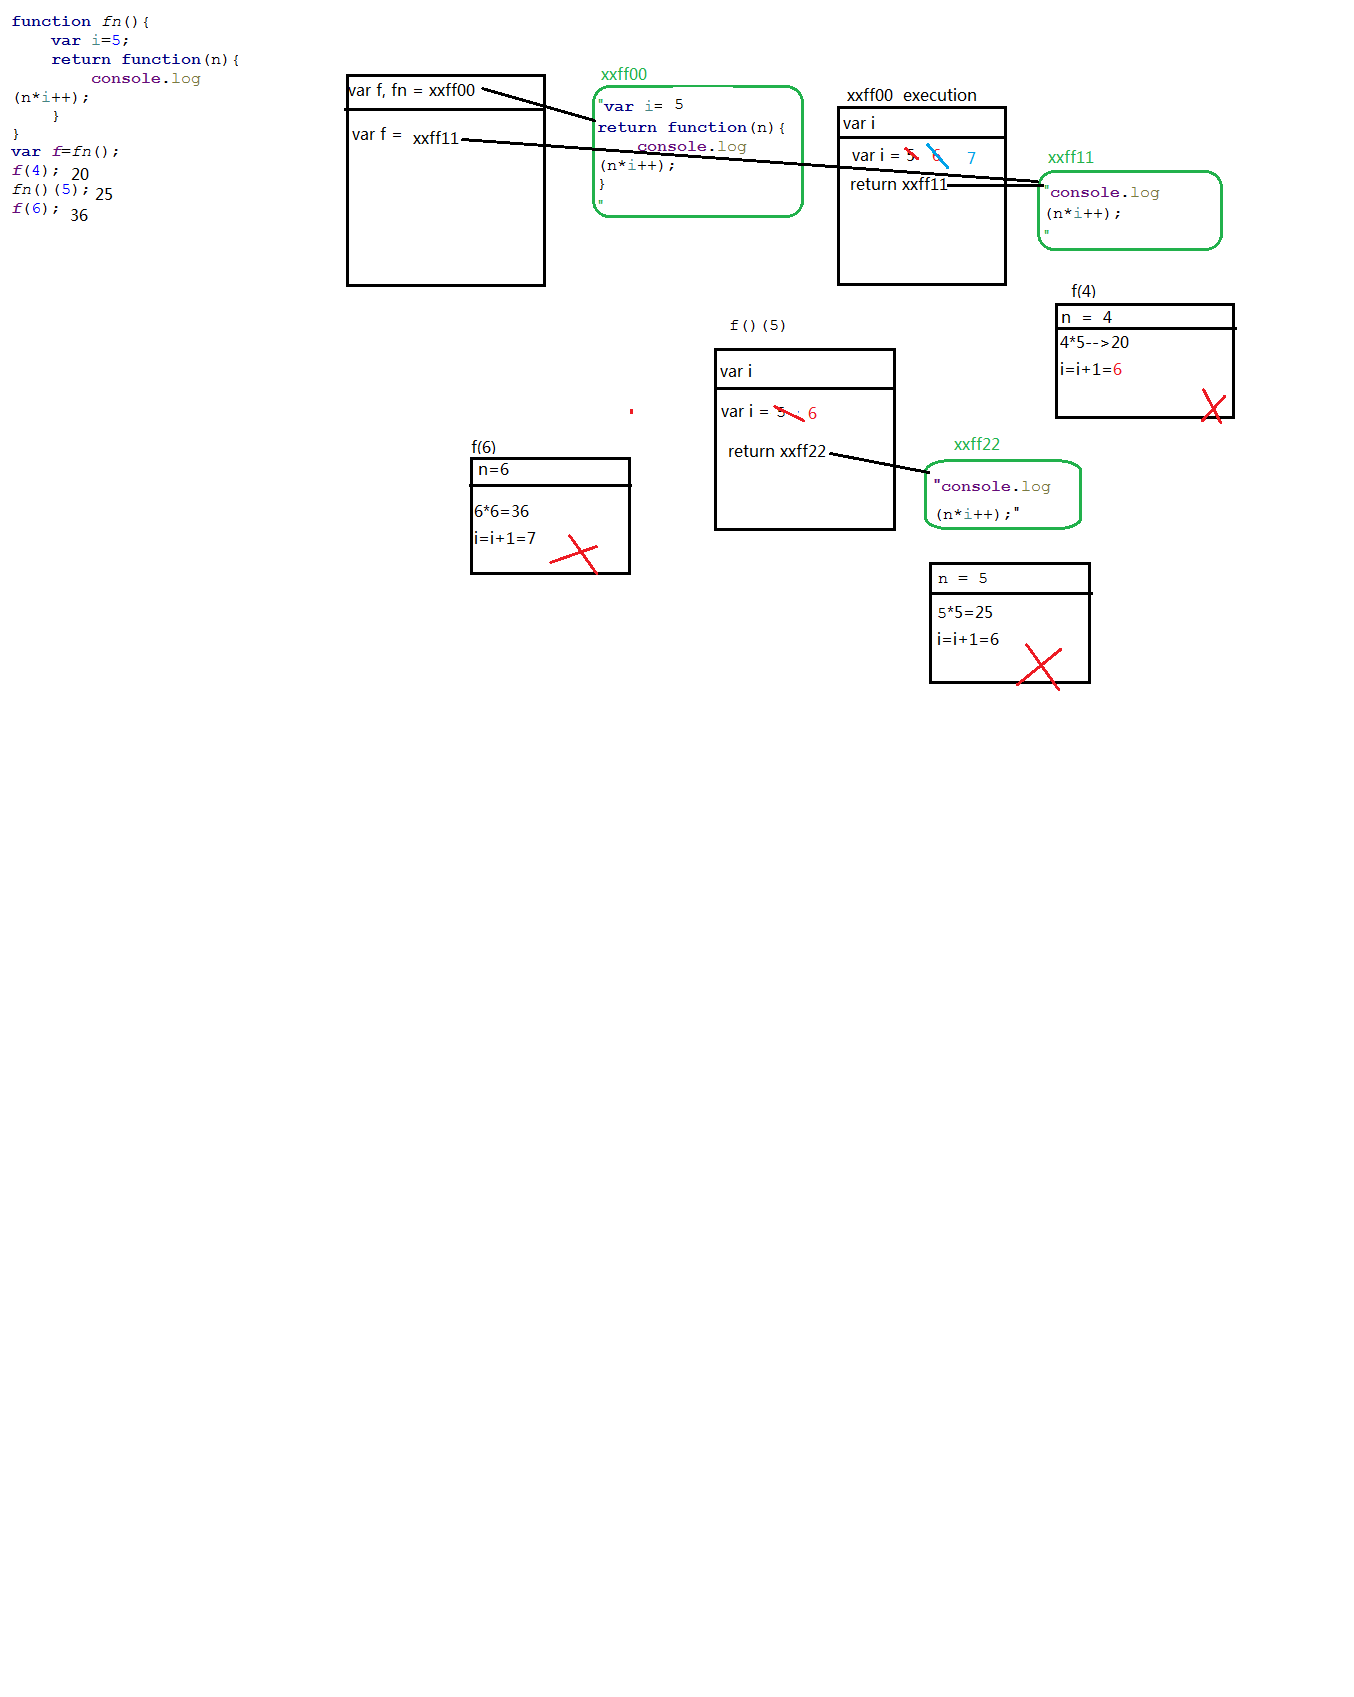 function fn(){
var i=5;
return function(n){
console.log
(n*i++);
}
}
var f=fn();
f(4); 20
fn()(5); 25
f(6); 36
var f, fn = xxff00
var f = xxff11
xxff00
"var i= 5
return function(n){
console.log
(n*i++);
}
"
xxff00 execution
var i
var i = 5 6 7
return xxff11
xxff11
"console.log
(n*i++);
"
f(4)
n = 4
4*5-->20
i=i+1=6
f()(5)
var i
var i = 5 6
return xxff22
xxff22
"console.log
(n*i++);"
n = 5
5*5=25
i=i+1=6
f(6)
n=6
6*6=36
i=i+1=7